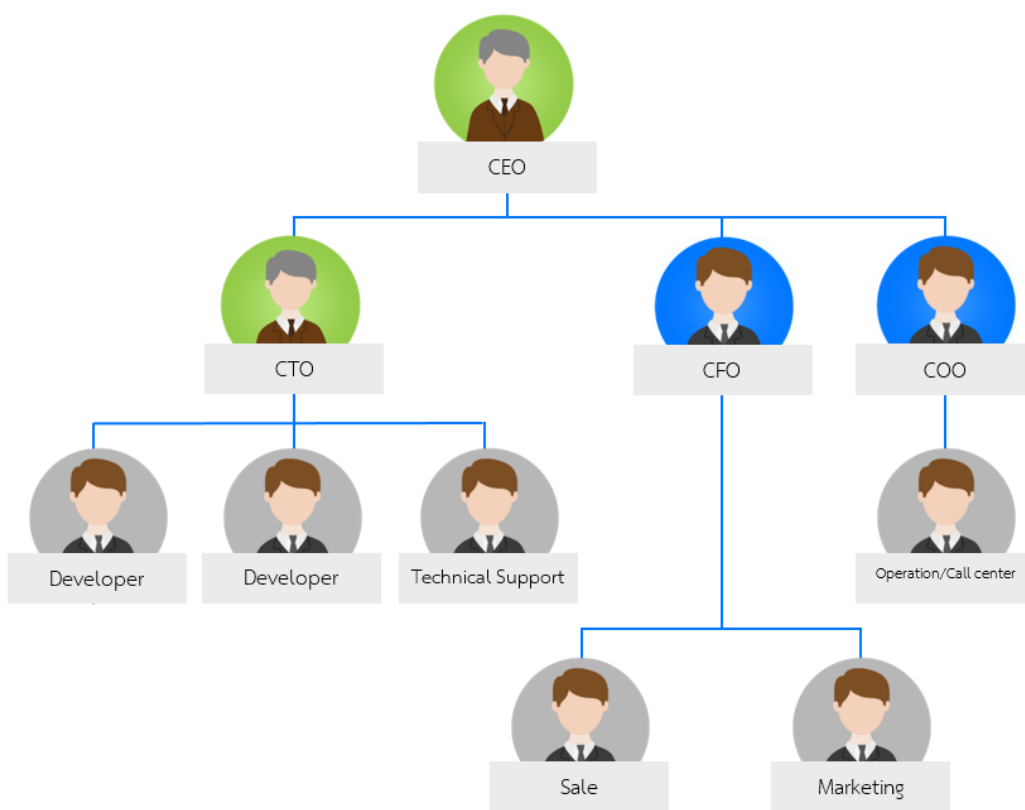 CEO
CTO
CFO
COO
Developer
Developer
Technical Support
Operation/Call center
Sale
Marketing